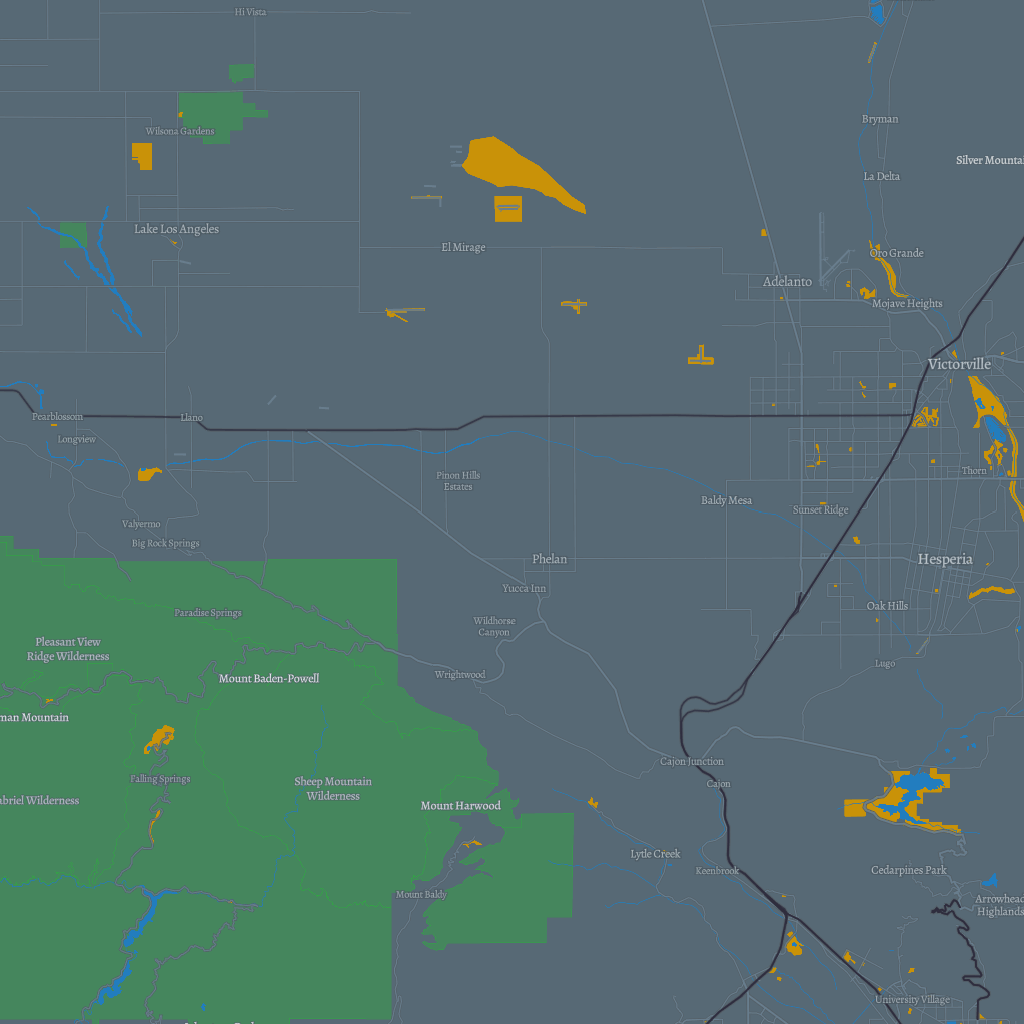 Hi Vista
Bryman
Wilsona Gardens
Silver Mountai
La Delta
Lake Los Angeles
El Mirage
Oro Grande
Adelanto
Mojave Heights
Victorville
Pearblossom
Llano
Longview
Thorn
Pinon Hills
Estates
Baldy Mesa
Sunset Ridge
Valyermo
Big Rock Springs
Phelan
Hesperia
Yucca Inn
Oak Hills
Paradise Springs
Wildhorse
Canyon
Pleasant View
Ridge Wilderness
Lugo
Mount Baden-Powell
Wrightwood
man Mountain
Cajon Junction
Falling Springs
Sheep Mountain
Wilderness
Cajon
abriel Wilderness
Mount Harwood
Lytle Creek
Keenbrook
Cedarpines Park
Mount Baldy
Arrowhead
Highlands
University Village